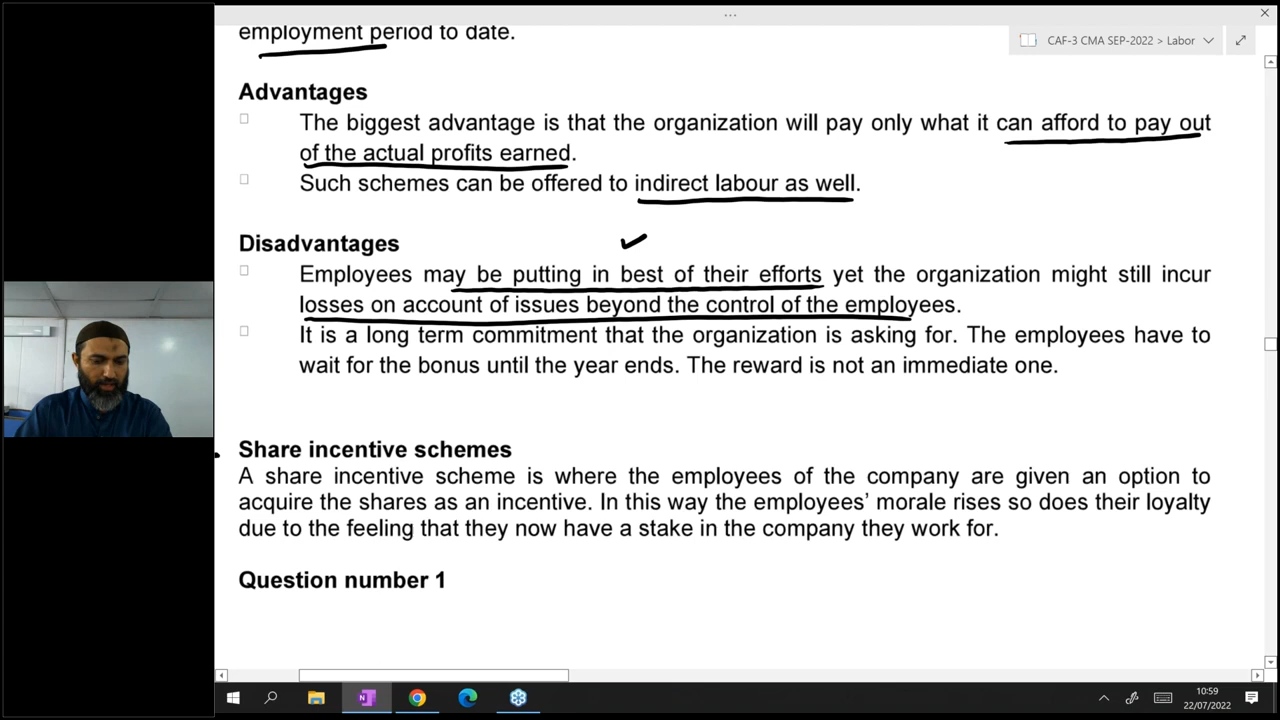 employment period to date.
CAF-3 CMA SEP-2022 > Labor
Advantages
The biggest advantage is that the organization will pay only what it can afford to pay out
of the actual profits earned.
Such schemes can be offered to indirect labour as well.
Disadvantages
Employees may be putting in best of their efforts yet the organization might still incur
losses on account of issues beyond the control of the employees.
It is a long term commitment that the organization is asking for. The employees have to
wait for the bonus until the year ends. The reward is not an immediate one.
Share incentive schemes
A share incentive scheme is where the employees of the company are given an option to
acquire the shares as an incentive. In this way the employees’ morale rises so does their loyalty
due to the feeling that they now have a stake in the company they work for.
Question number 1
10:59
22/07/2022